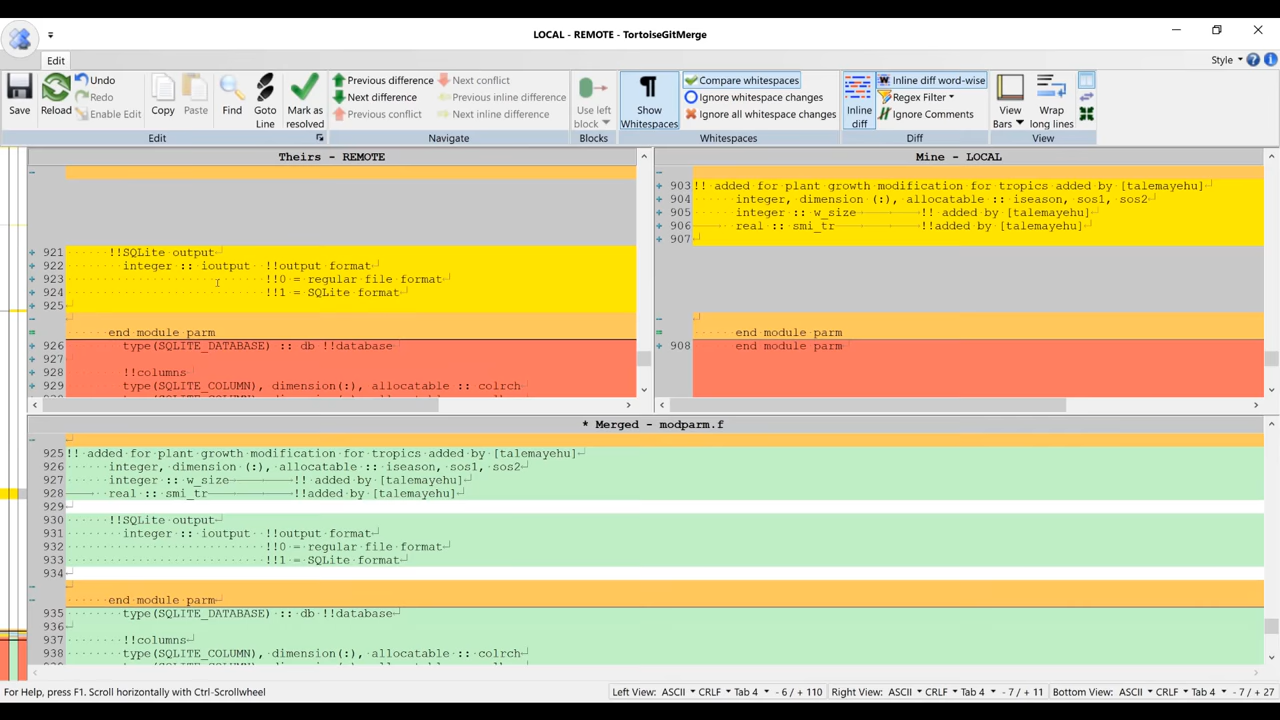 LOCAL - REMOTE - TortoiseGitMerge
Edit
Style
Save
Reload
Undo
Redo
Enable Edit
Copy
Paste
Find
Goto Line
Mark as resolved
Edit
Previous difference
Next difference
Previous conflict
Next conflict
Previous inline difference
Next inline difference
Navigate
Use left block
Blocks
Show Whitespaces
Compare whitespaces
Ignore whitespace changes
Ignore all whitespace changes
Whitespaces
Inline diff
Inline diff word-wise
Regex Filter
Ignore Comments
Diff
View Bars
Wrap long lines
View
Theirs - REMOTE
921 !!SQLite output
922 integer :: ioutput !!output format
923 !!0 = regular file format
924 !!1 = SQLite format
925
end module parm
926 type(SQLITE_DATABASE) :: db !!database
927
928 !!columns
929 type(SQLITE_COLUMN), dimension(:), allocatable :: colrch
Mine - LOCAL
903 !! added for plant growth modification for tropics added by [talemayehu]
904 integer, dimension (:), allocatable :: iseason, sos1, sos2
905 integer :: w_size !! added by [talemayehu]
906 real :: smi_tr !!added by [talemayehu]
907
end module parm
908 end module parm
* Merged - modparm.f
925 !! added for plant growth modification for tropics added by [talemayehu]
926 integer, dimension (:), allocatable :: iseason, sos1, sos2
927 integer :: w_size !! added by [talemayehu]
928 real :: smi_tr !!added by [talemayehu]
929
930 !!SQLite output
931 integer :: ioutput !!output format
932 !!0 = regular file format
933 !!1 = SQLite format
934
end module parm
935 type(SQLITE_DATABASE) :: db !!database
936
937 !!columns
938 type(SQLITE_COLUMN), dimension(:), allocatable :: colrch
For Help, press F1. Scroll horizontally with Ctrl-Scrollwheel
Left View: ASCII CRLF Tab 4 - 6 / +110
Right View: ASCII CRLF Tab 4 - 7 / + 11
Bottom View: ASCII CRLF Tab 4 - 7 / + 27